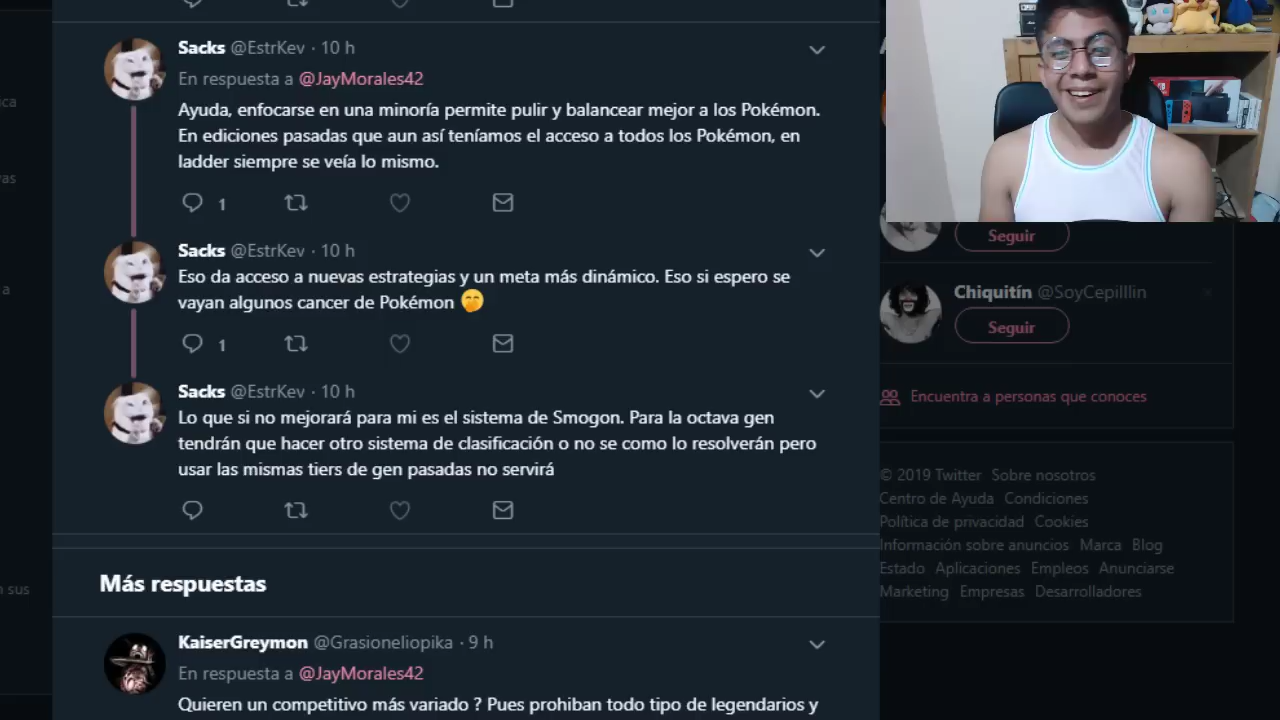 Sacks @EstrKev · 10 h
En respuesta a @JayMorales42
Ayuda, enfocarse en una minoría permite pulir y balancear mejor a los Pokémon.
En ediciones pasadas que aun así teníamos el acceso a todos los Pokémon, en
ladder siempre se veía lo mismo.
1
Sacks @EstrKev · 10 h
Eso da acceso a nuevas estrategias y un meta más dinámico. Eso si espero se
vayan algunos cancer de Pokémon
1
Sacks @EstrKev · 10 h
Lo que si no mejorará para mi es el sistema de Smogon. Para la octava gen
tendrán que hacer otro sistema de clasificación o no se como lo resolverán pero
usar las mismas tiers de gen pasadas no servirá
Más respuestas
KaiserGreymon @Grasioneliopika · 9 h
En respuesta a @JayMorales42
Quieren un competitivo más variado ? Pues prohiban todo tipo de legendarios y
Seguir
Chiquitín @SoyCepilllin
Seguir
Encuentra a personas que conoces
© 2019 Twitter Sobre nosotros
Centro de Ayuda Condiciones
Política de privacidad Cookies
Información sobre anuncios Marca Blog
Estado Aplicaciones Empleos Anunciarse
Marketing Empresas Desarrolladores
a
sus